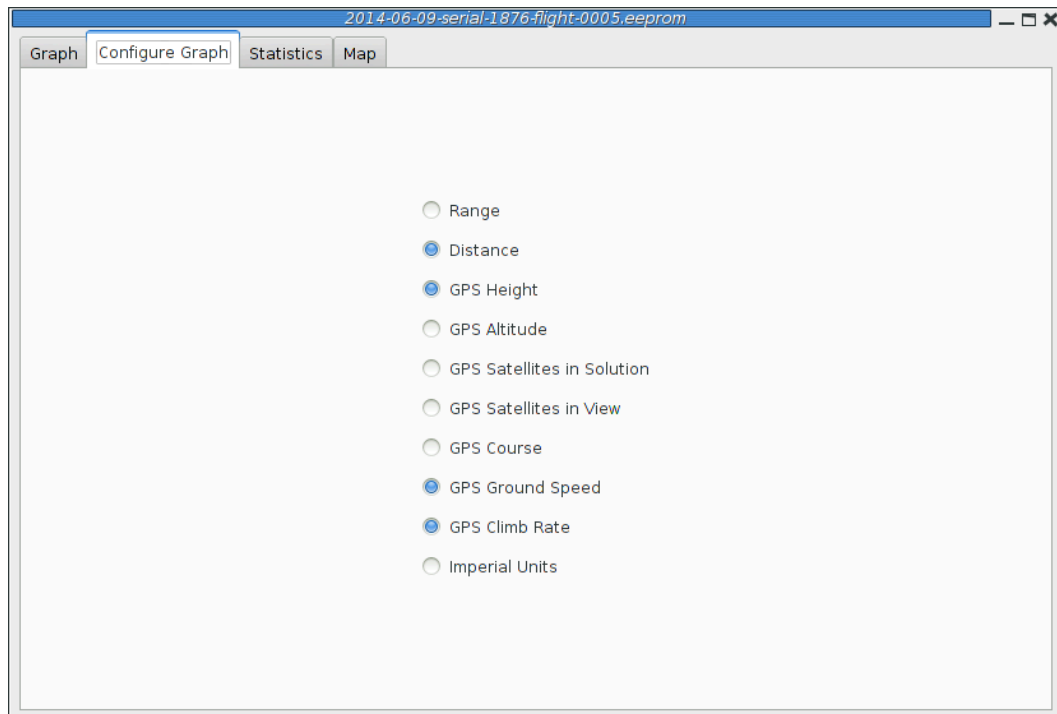 2014-06-09-serial-1876-flight-0005.eeprom
Graph Configure Graph Statistics Map
Range
Distance
GPS Height
GPS Altitude
GPS Satellites in Solution
GPS Satellites in View
GPS Course
GPS Ground Speed
GPS Climb Rate
Imperial Units